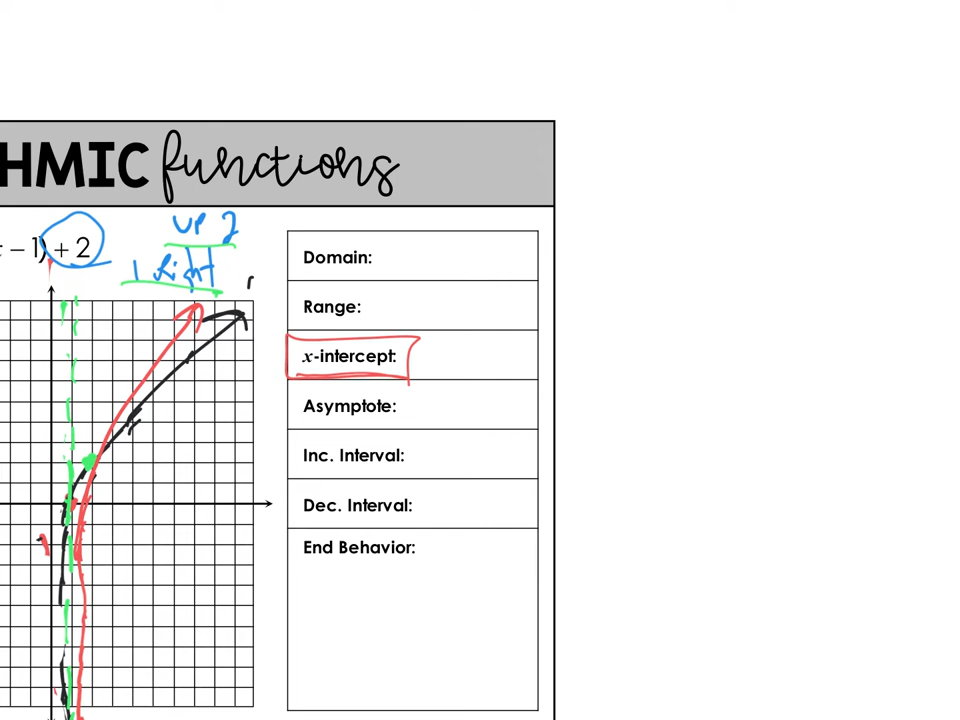 HMIC functions
UP 2
- 1) + 2
1 Right
Domain:
Range:
x-intercept:
Asymptote:
Inc. Interval:
Dec. Interval:
End Behavior: